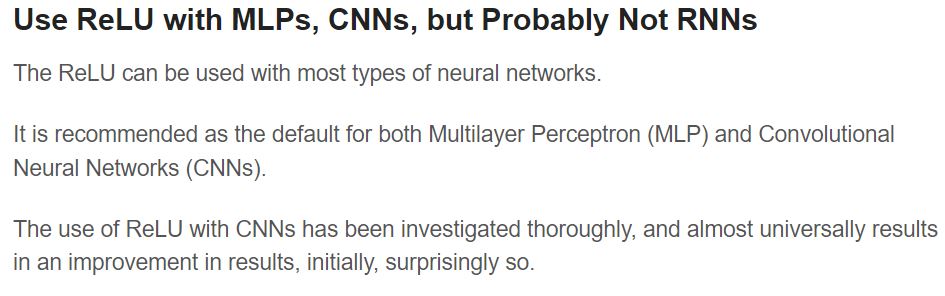 Use ReLU with MLPs, CNNs, but Probably Not RNNs
The ReLU can be used with most types of neural networks.
It is recommended as the default for both Multilayer Perceptron (MLP) and Convolutional
Neural Networks (CNNs).
The use of ReLU with CNNs has been investigated thoroughly, and almost universally results
in an improvement in results, initially, surprisingly so.